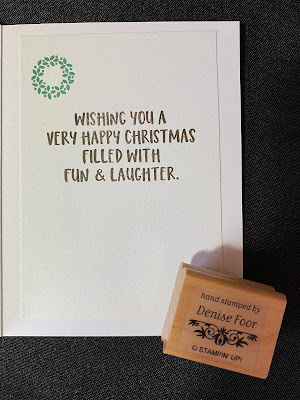 WISHING YOU A
VERY HAPPY CHRISTMAS
FILLED WITH
FUN & LAUGHTER.
hand stamped by
Denise Foor
© STAMPIN' UP!